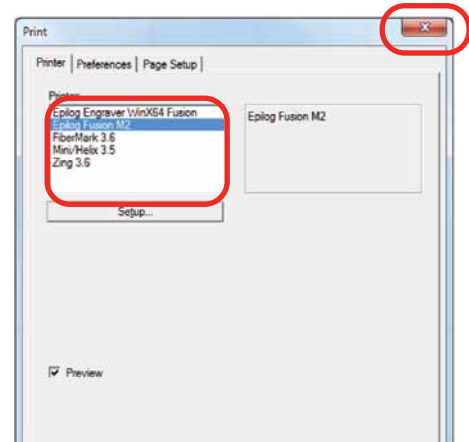 Print
Printer | Preferences | Page Setup |
Printer
Epilog Engraver WinX64 Fusion
Epilog Fusion M2
FiberMark 3.6
Mini/Helix 3.5
Zing 3.6
Epilog Fusion M2
Setup...
Preview